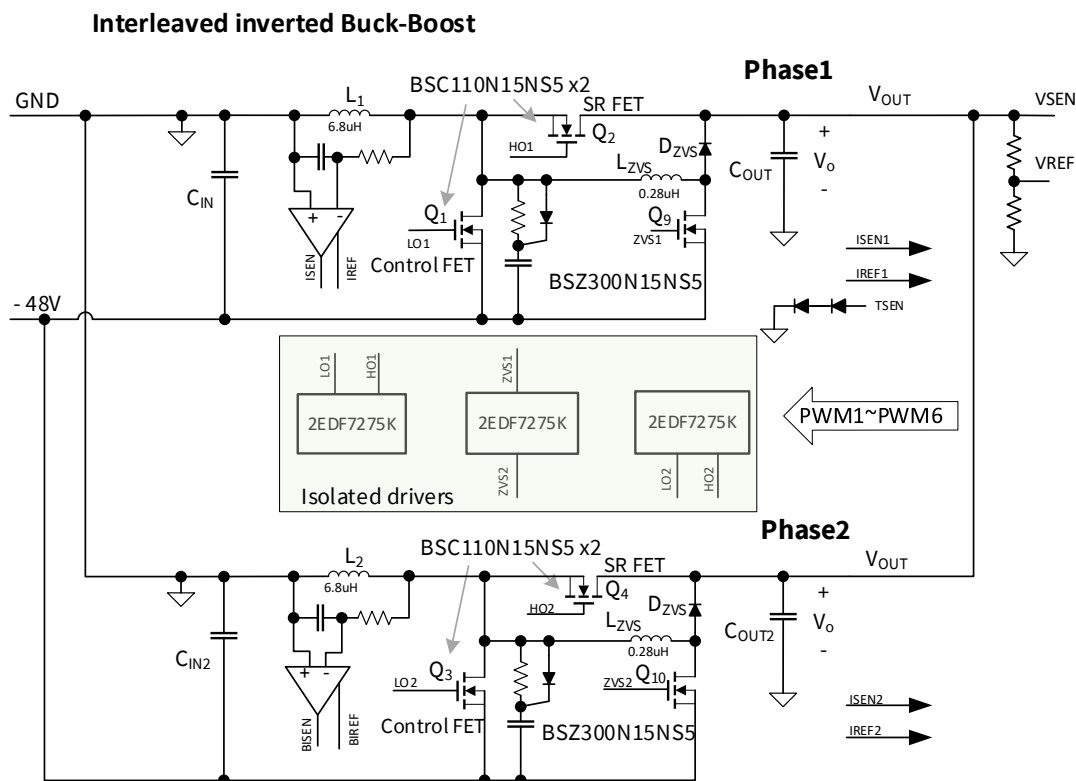 Interleaved inverted Buck-Boost
Phase1
BSC110N15NS5 x2
GND
L1
6.8uH
SR FET
Q2
HO1
VOUT
VSEN
DZVS
LZVS
0.28uH
CIN
COUT
+
Vo
-
VREF
+ -
Q1
LO1
Control FET
Q9
ZVS1
ISEN
IREF
BSZ300N15NS5
ISEN1
IREF1
- 48V
TSEN
LO1
HO1
ZVS1
2EDF7275K
2EDF7275K
2EDF7275K
PWM1~PWM6
ZVS2
LO2
HO2
Isolated drivers
Phase2
BSC110N15NS5 x2
L2
6.8uH
SR FET
Q4
HO2
VOUT
DZVS
LZVS
0.28uH
CIN2
COUT2
+
Vo
-
+ -
Q3
LO2
Control FET
Q10
ZVS2
BISEN
BIREF
BSZ300N15NS5
ISEN2
IREF2